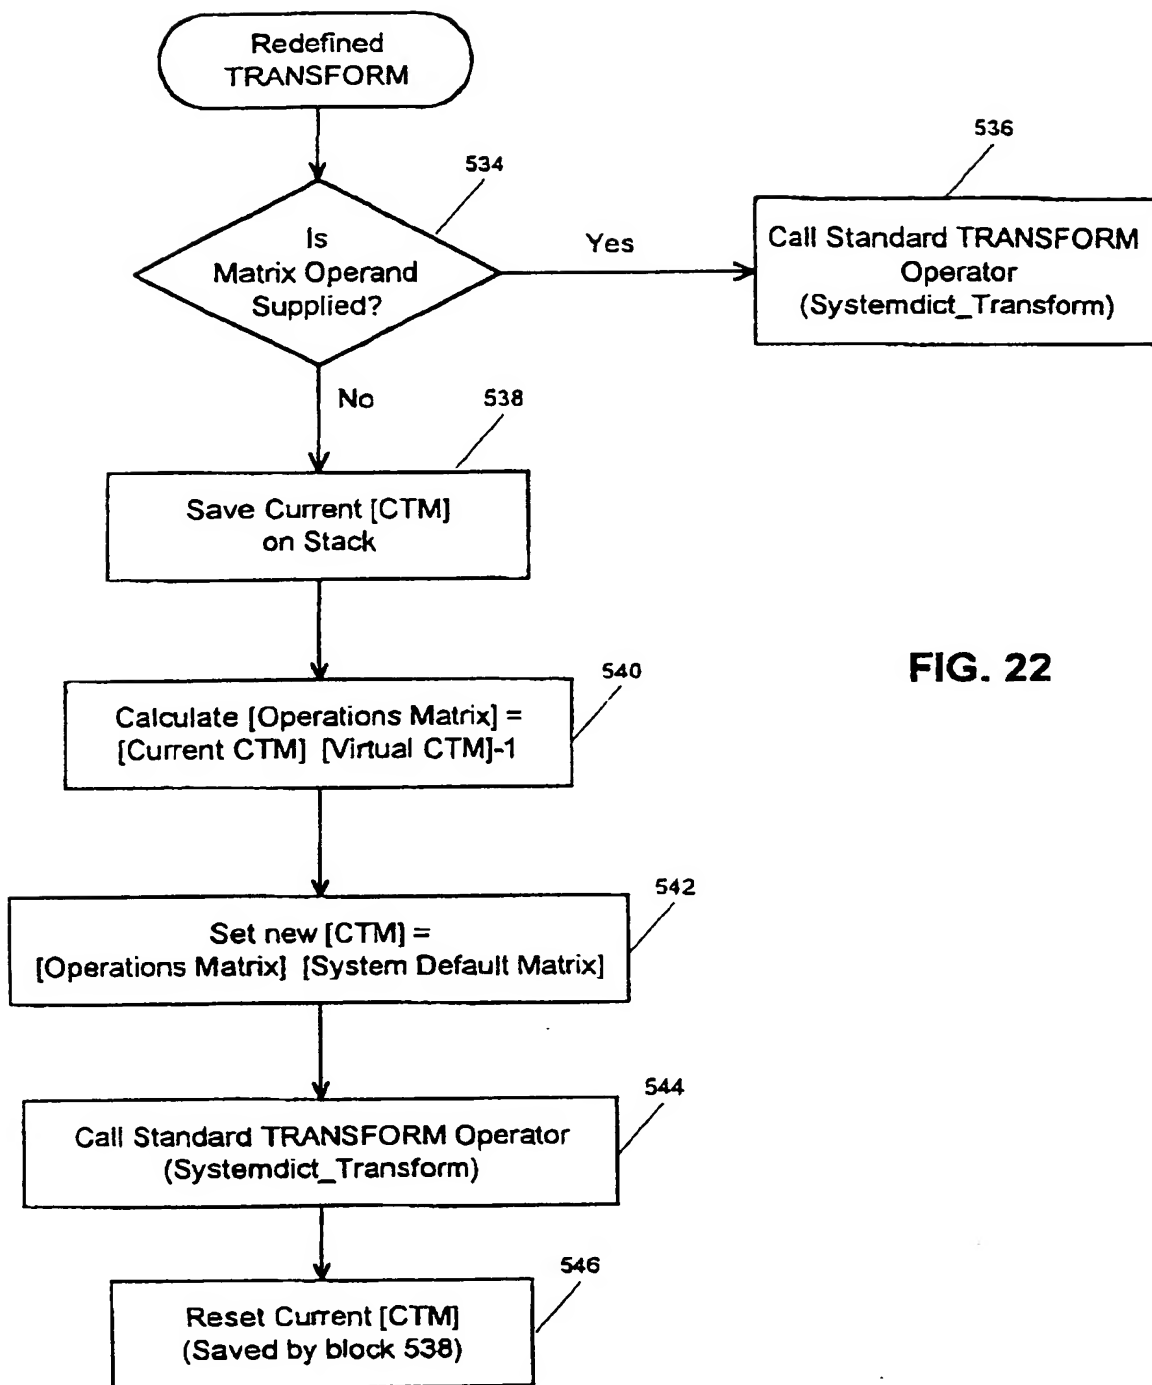 Redefined
TRANSFORM
534
Is
Matrix Operand
Supplied?
Yes
536
Call Standard TRANSFORM
Operator
(Systemdict_Transform)
No
538
Save Current [CTM]
on Stack
540
Calculate [Operations Matrix] =
[Current CTM] [Virtual CTM]-1
FIG. 22
542
Set new [CTM] =
[Operations Matrix] [System Default Matrix]
544
Call Standard TRANSFORM Operator
(Systemdict_Transform)
546
Reset Current [CTM]
(Saved by block 538)